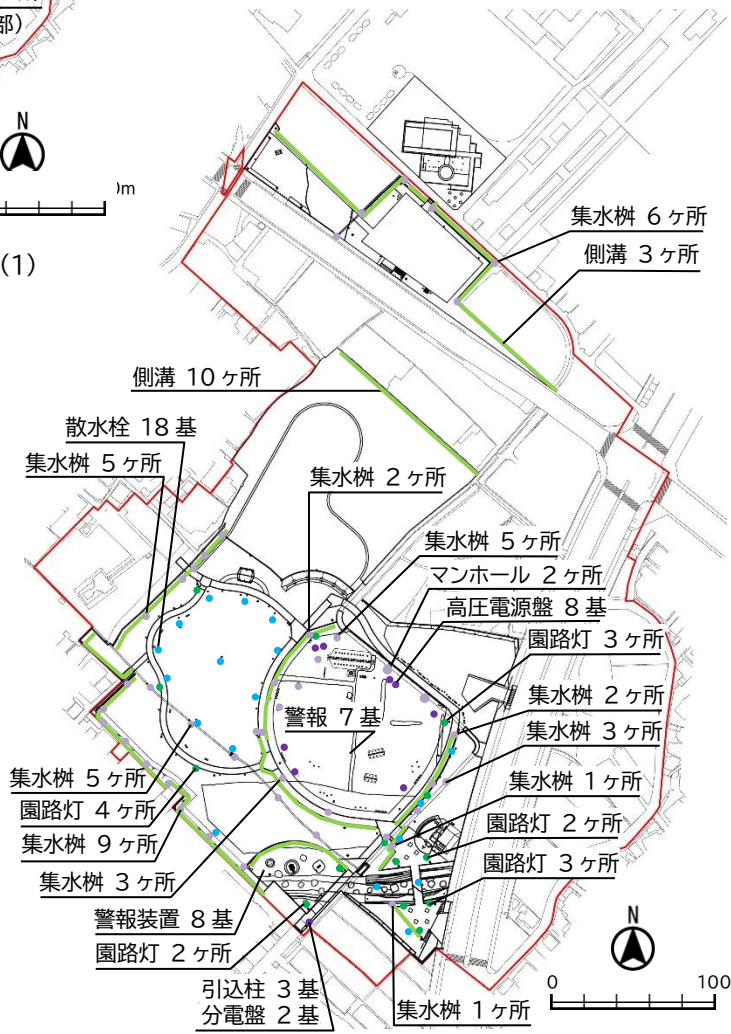 部)
N
m
(1)
集水桝 6 ヶ所
側溝 3 ヶ所
側溝 10 ヶ所
散水栓 18 基
集水桝 5 ヶ所
集水桝 2 ヶ所
集水桝 5 ヶ所
マンホール 2 ヶ所
高圧電源盤 8 基
園路灯 3 ヶ所
集水桝 2 ヶ所
警報 7 基
集水桝 3 ヶ所
集水桝 5 ヶ所
集水桝 1 ヶ所
園路灯 4 ヶ所
園路灯 2 ヶ所
集水桝 9 ヶ所
園路灯 3 ヶ所
集水桝 3 ヶ所
警報装置 8 基
園路灯 2 ヶ所
N
引込柱 3 基
分電盤 2 基
集水桝 1 ヶ所
0 100